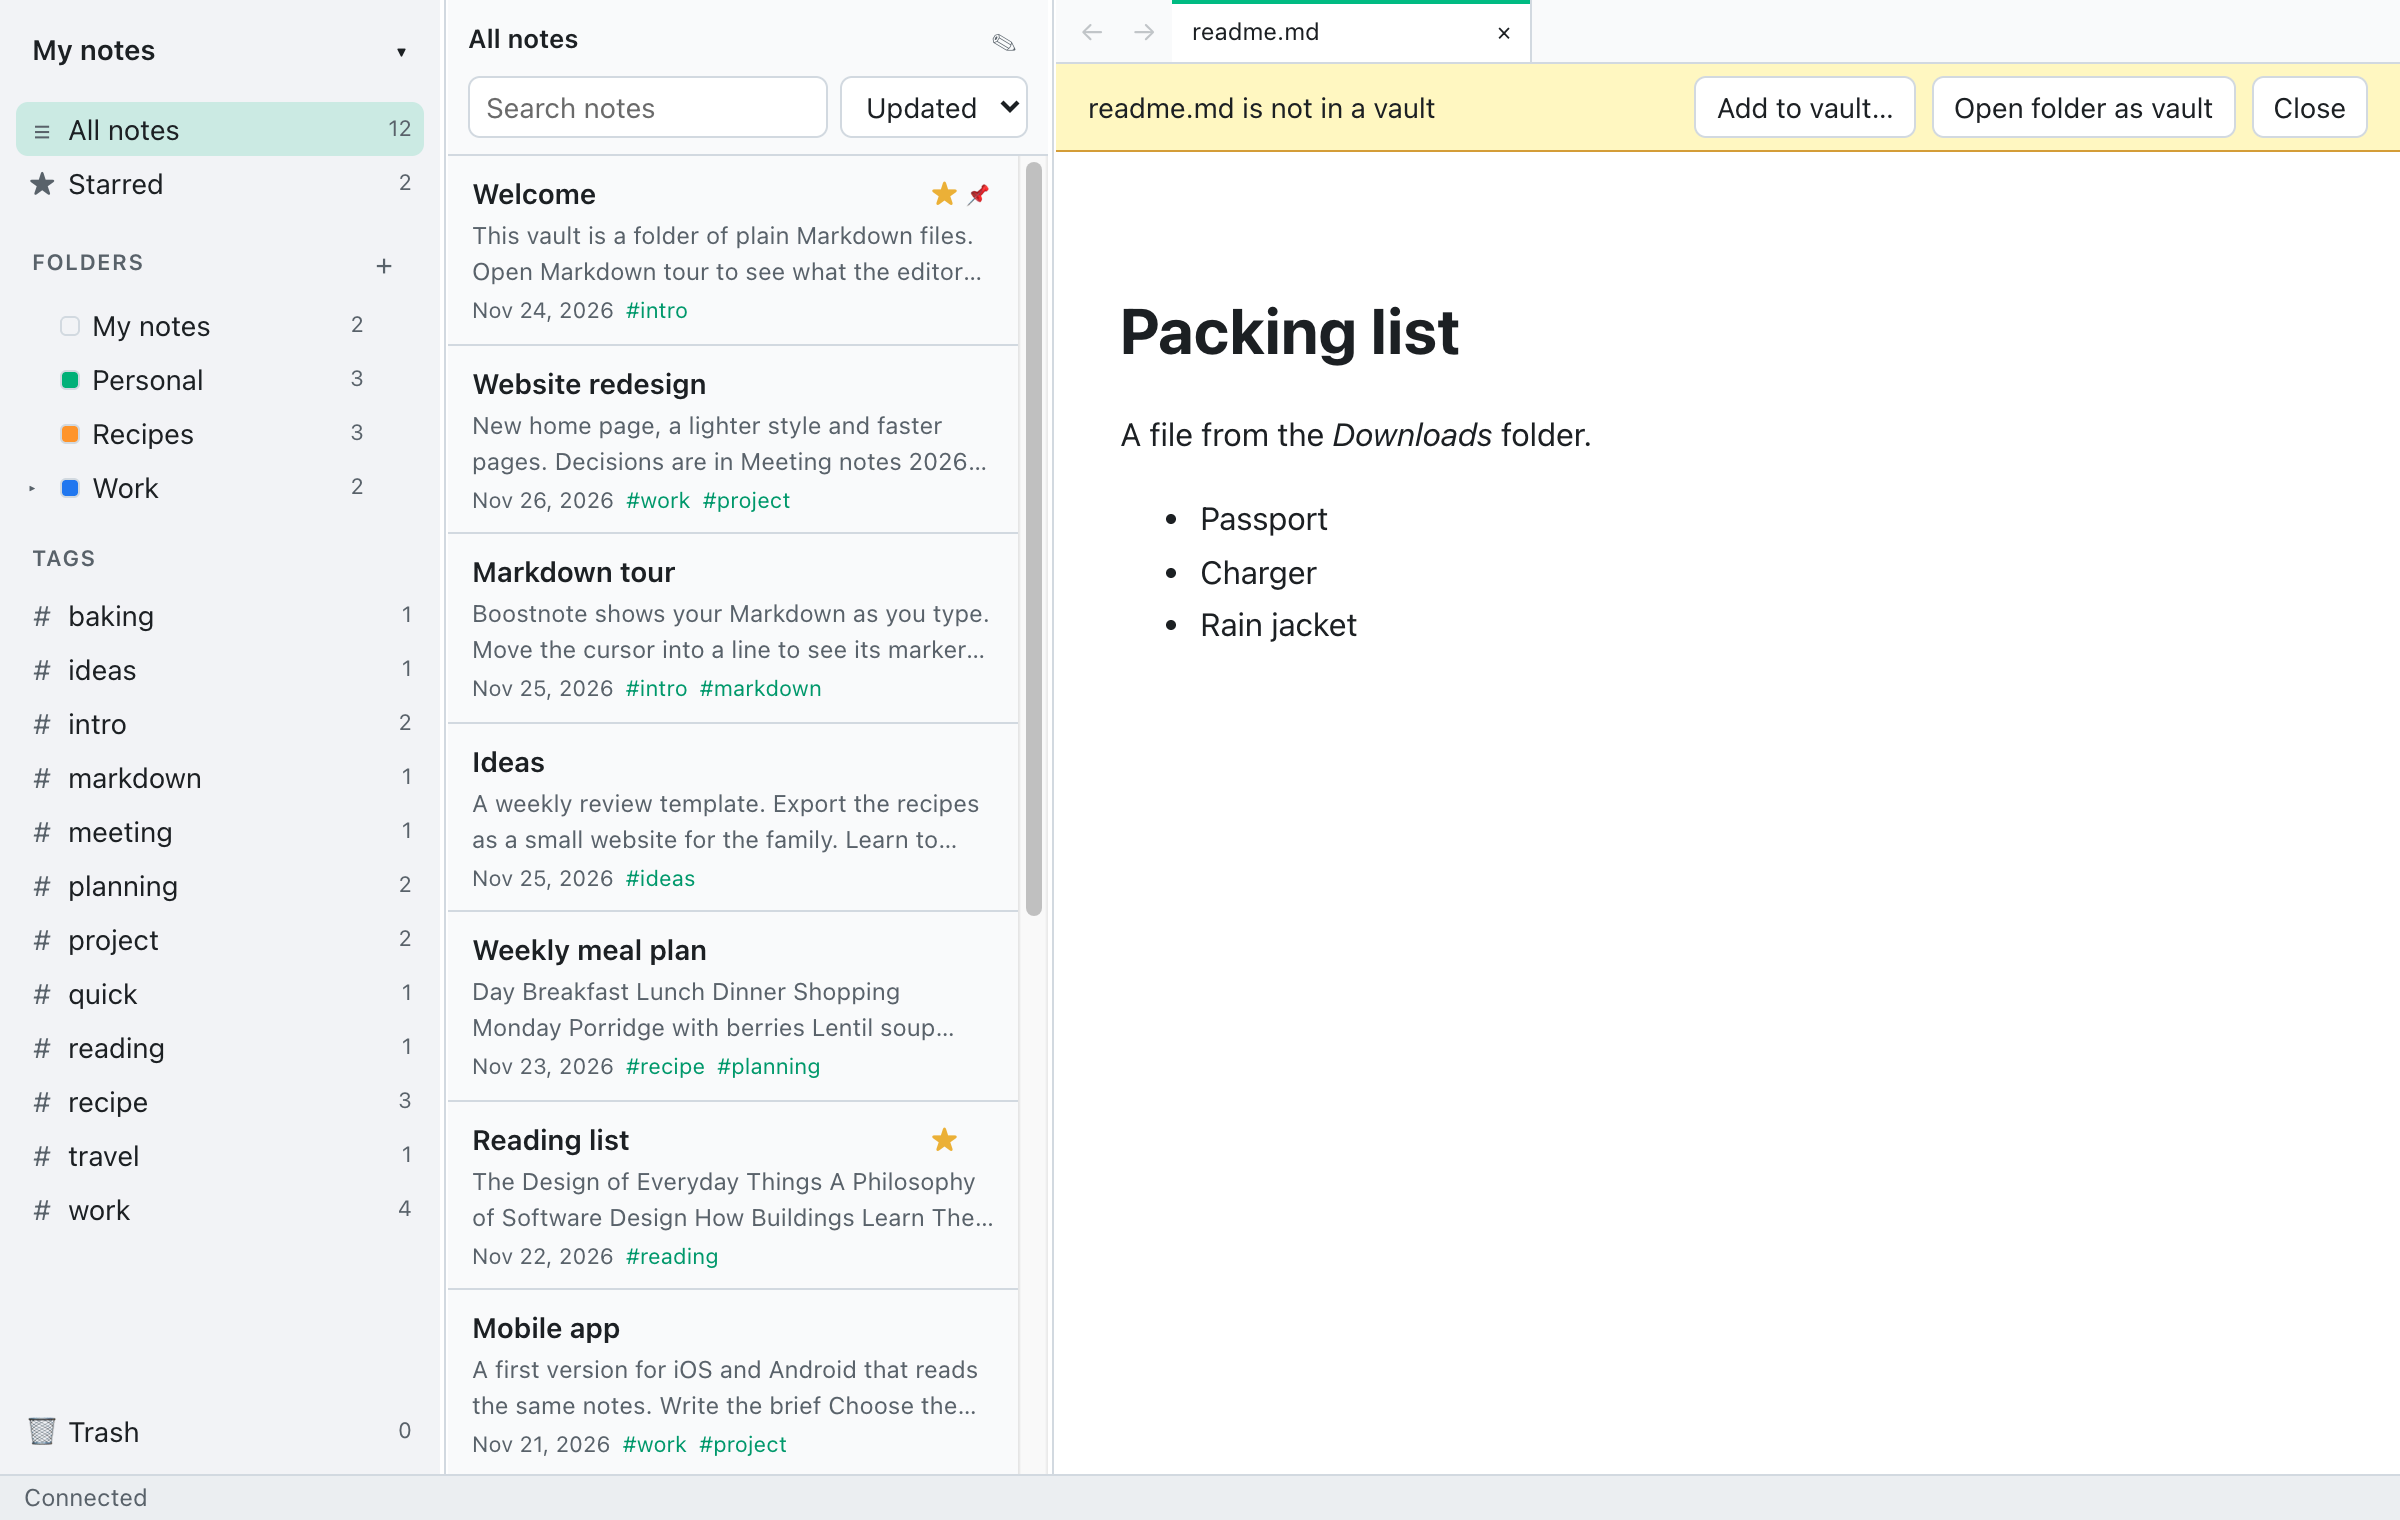 My notes
All notes 12
Starred 2
FOLDERS
My notes 2
Personal 3
Recipes 3
Work 2
TAGS
# baking 1
# ideas 1
# intro 2
# markdown 1
# meeting 1
# planning 2
# project 2
# quick 1
# reading 1
# recipe 3
# travel 1
# work 4
Trash 0
Connected
All notes
Search notes
Updated
Welcome
This vault is a folder of plain Markdown files.
Open Markdown tour to see what the editor...
Nov 24, 2026 #intro
Website redesign
New home page, a lighter style and faster
pages. Decisions are in Meeting notes 2026...
Nov 26, 2026 #work #project
Markdown tour
Boostnote shows your Markdown as you type.
Move the cursor into a line to see its marker...
Nov 25, 2026 #intro #markdown
Ideas
A weekly review template. Export the recipes
as a small website for the family. Learn to...
Nov 25, 2026 #ideas
Weekly meal plan
Day Breakfast Lunch Dinner Shopping
Monday Porridge with berries Lentil soup...
Nov 23, 2026 #recipe #planning
Reading list
The Design of Everyday Things A Philosophy
of Software Design How Buildings Learn The...
Nov 22, 2026 #reading
Mobile app
A first version for iOS and Android that reads
the same notes. Write the brief Choose the...
Nov 21, 2026 #work #project
readme.md
readme.md is not in a vault
Add to vault...
Open folder as vault
Close
Packing list
A file from the Downloads folder.
• Passport
• Charger
• Rain jacket